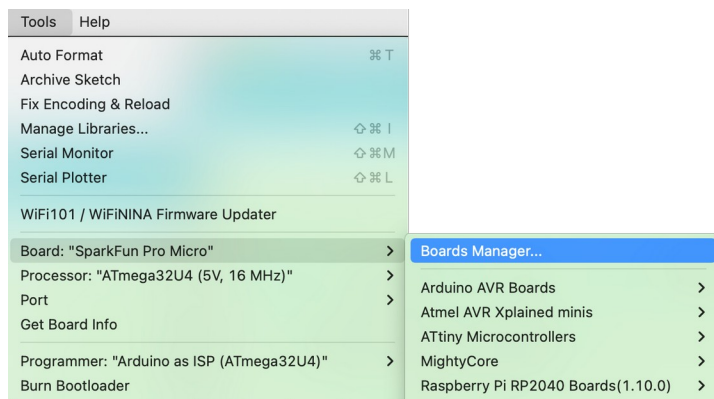 Tools Help
Auto Format ⌘ T
Archive Sketch
Fix Encoding & Reload
Manage Libraries... ⇧ ⌘ I
Serial Monitor ⇧ ⌘ M
Serial Plotter ⇧ ⌘ L
WiFi101 / WiFiNINA Firmware Updater
Board: "SparkFun Pro Micro" >
Processor: "ATmega32U4 (5V, 16 MHz)" >
Port >
Get Board Info
Programmer: "Arduino as ISP (ATmega32U4)" >
Burn Bootloader
Boards Manager...
Arduino AVR Boards >
Atmel AVR Xplained minis >
ATtiny Microcontrollers >
MightyCore >
Raspberry Pi RP2040 Boards(1.10.0) >